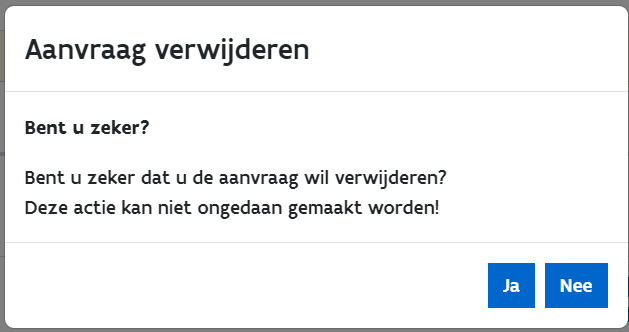 Aanvraag verwijderen
Bent u zeker?
Bent u zeker dat u de aanvraag wil verwijderen?
Deze actie kan niet ongedaan gemaakt worden!
Ja Nee